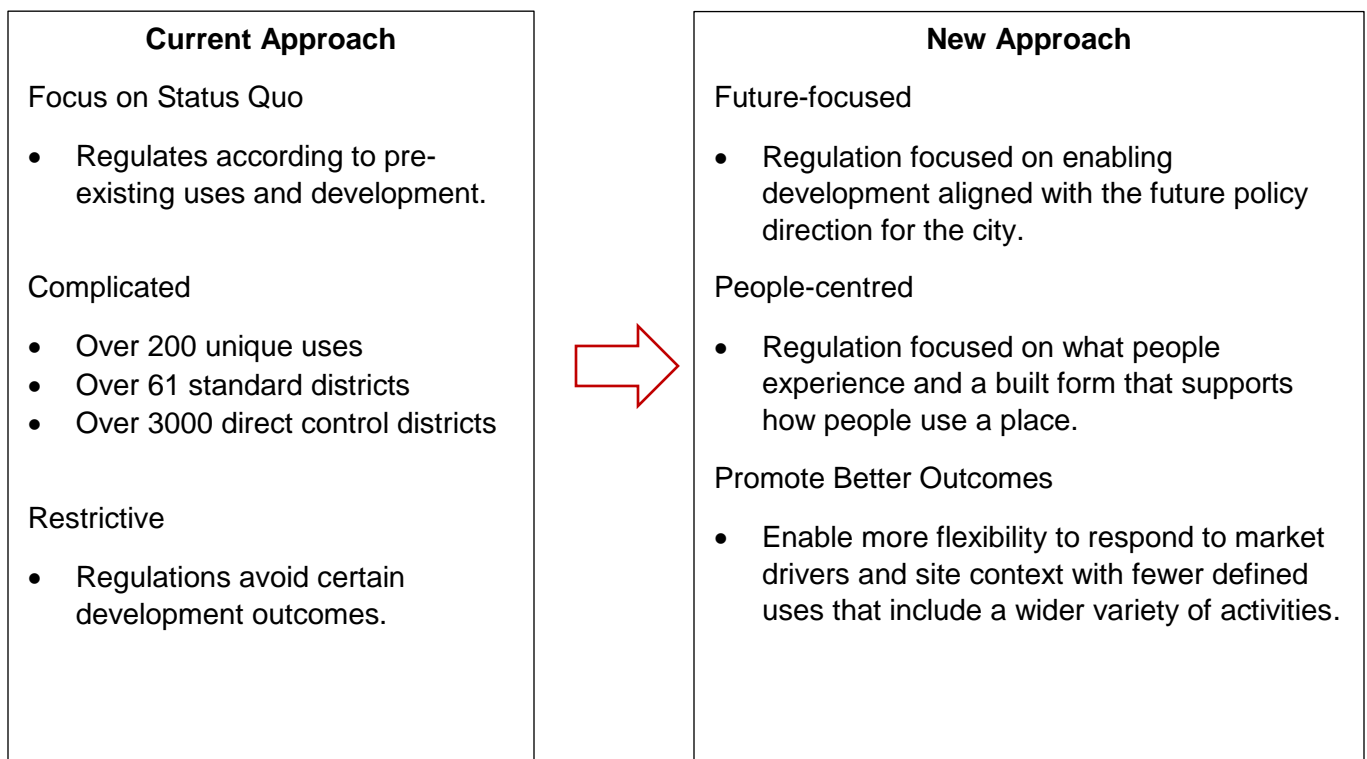 Current Approach
Focus on Status Quo
• Regulates according to pre-
existing uses and development.
Complicated
• Over 200 unique uses
• Over 61 standard districts
• Over 3000 direct control districts
Restrictive
• Regulations avoid certain
development outcomes.
New Approach
Future-focused
• Regulation focused on enabling
development aligned with the future policy
direction for the city.
People-centred
• Regulation focused on what people
experience and a built form that supports
how people use a place.
Promote Better Outcomes
• Enable more flexibility to respond to market
drivers and site context with fewer defined
uses that include a wider variety of activities.